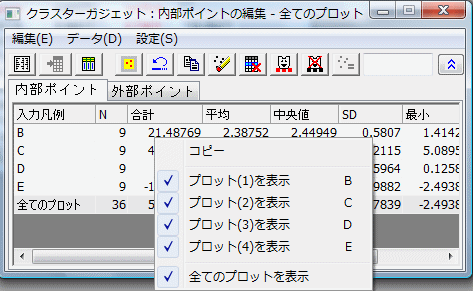 クラスターガジェット : 内部ポイントの編集 - 全てのプロット
編集(E) データ(D) 設定(S)
内部ポイント 外部ポイント
入力凡例 N 合計 平均 中央値 SD 最小
B 9 21.48769 2.38752 2.44949 0.5807 1.4142
C 9 4 2115 5.0895
D 9 5964 0.1258
E 9 -1 9882 -2.4938
全てのプロット 36 5 7839 -2.4938
コピー
プロット(1)を表示 B
プロット(2)を表示 C
プロット(3)を表示 D
プロット(4)を表示 E
全てのプロットを表示